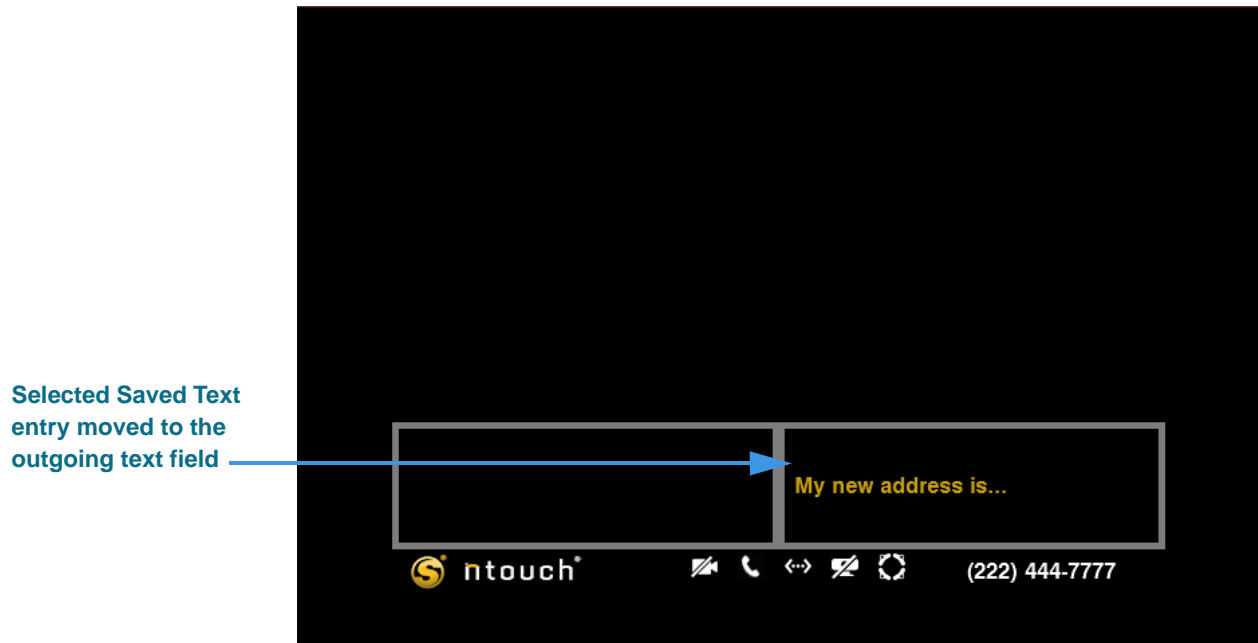 Selected Saved Text
entry moved to the
outgoing text field
My new address is...
S ntouch
(222) 444-7777